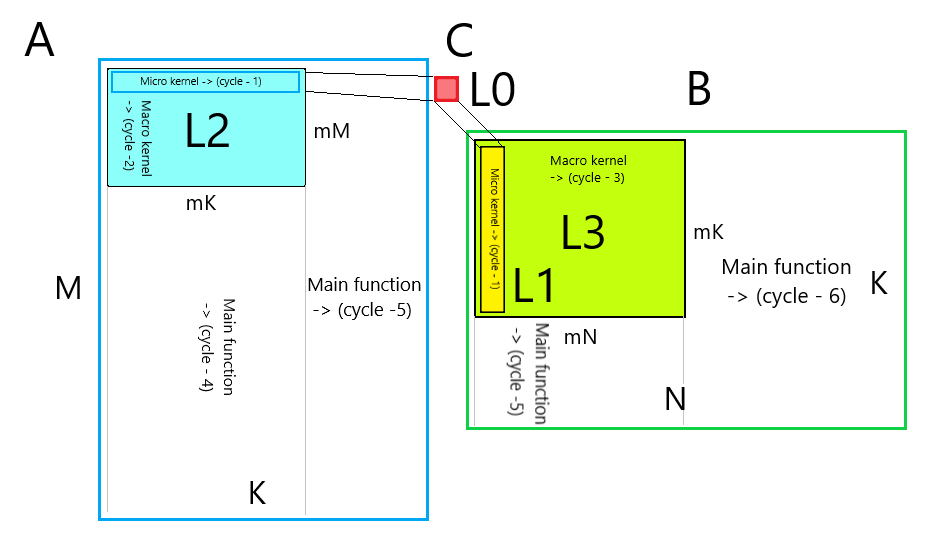 A
C
L0
B
Micro kernel -> (cycle - 1)
Macro kernel
-> (cycle -2)
L2
mM
mK
M
Main function
-> (cycle -5)
Main function
-> (cycle - 4)
K
Macro kernel
-> (cycle - 3)
Micro kernel -> (cycle - 1)
L3
L1
mK
mN
Main function
-> (cycle - 6)
K
Main function
-> (cycle -5)
N